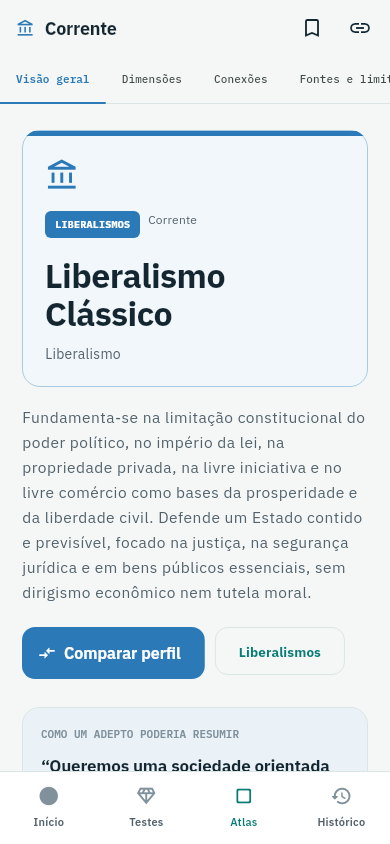 Corrente
Visão geral
Dimensões
Conexões
Fontes e limit
LIBERALISMOS
Corrente
Liberalismo
Clássico
Liberalismo
Fundamenta-se na limitação constitucional do
poder político, no império da lei, na
propriedade privada, na livre iniciativa e no
livre comércio como bases da prosperidade e
da liberdade civil. Defende um Estado contido
e previsível, focado na justiça, na segurança
jurídica e em bens públicos essenciais, sem
dirigismo econômico nem tutela moral.
Comparar perfil
Liberalismos
COMO UM ADEPTO PODERIA RESUMIR
“Queremos uma sociedade orientada
Início
Testes
Atlas
Histórico